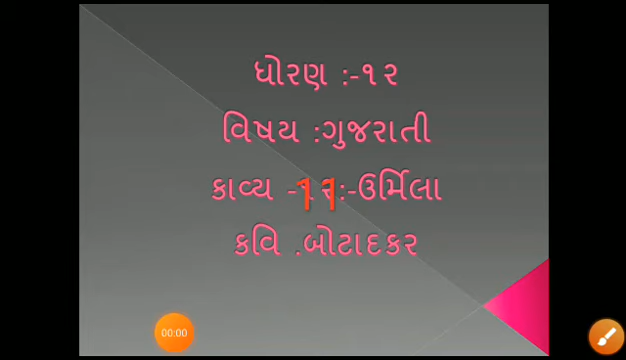 ધોરણ :-૧૨
વિષય :ગુજરાતી
કાવ્ય -11:-ઉર્મિલા
કવિ .બોટાદકર
00:00